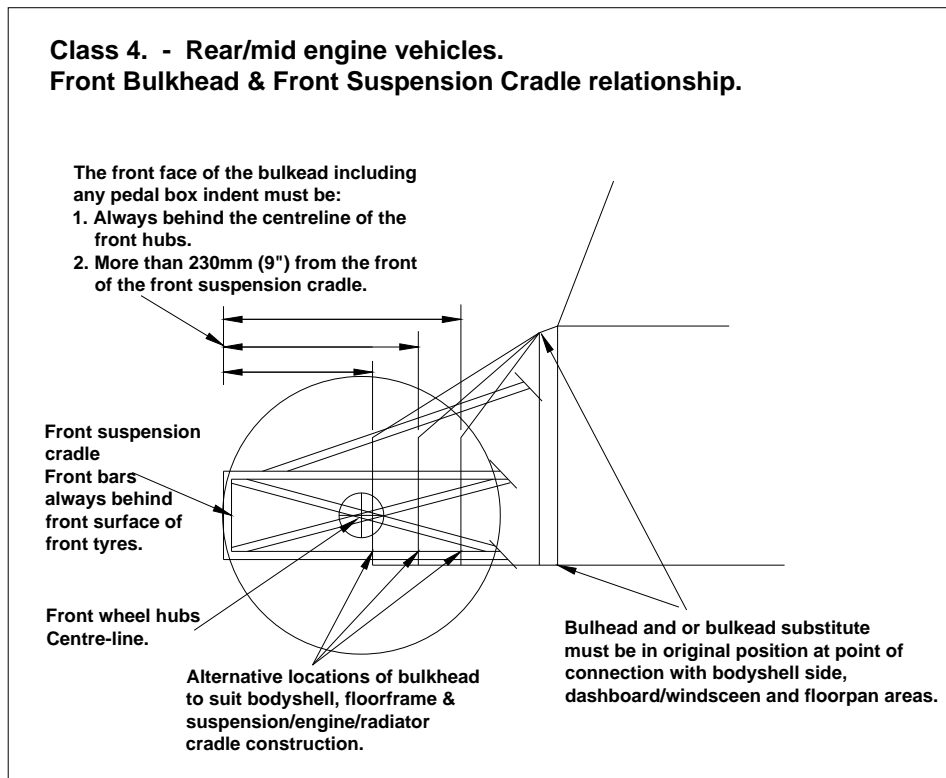 Class 4. - Rear/mid engine vehicles.
Front Bulkhead & Front Suspension Cradle relationship.
The front face of the bulkead including
any pedal box indent must be:
1. Always behind the centreline of the
front hubs.
2. More than 230mm (9") from the front
of the front suspension cradle.
Front suspension
cradle
Front bars
always behind
front surface of
front tyres.
Front wheel hubs
Centre-line.
Alternative locations of bulkhead
to suit bodyshell, floorframe &
suspension/engine/radiator
cradle construction.
Bulhead and or bulkead substitute
must be in original position at point of
connection with bodyshell side,
dashboard/windsceen and floorpan areas.